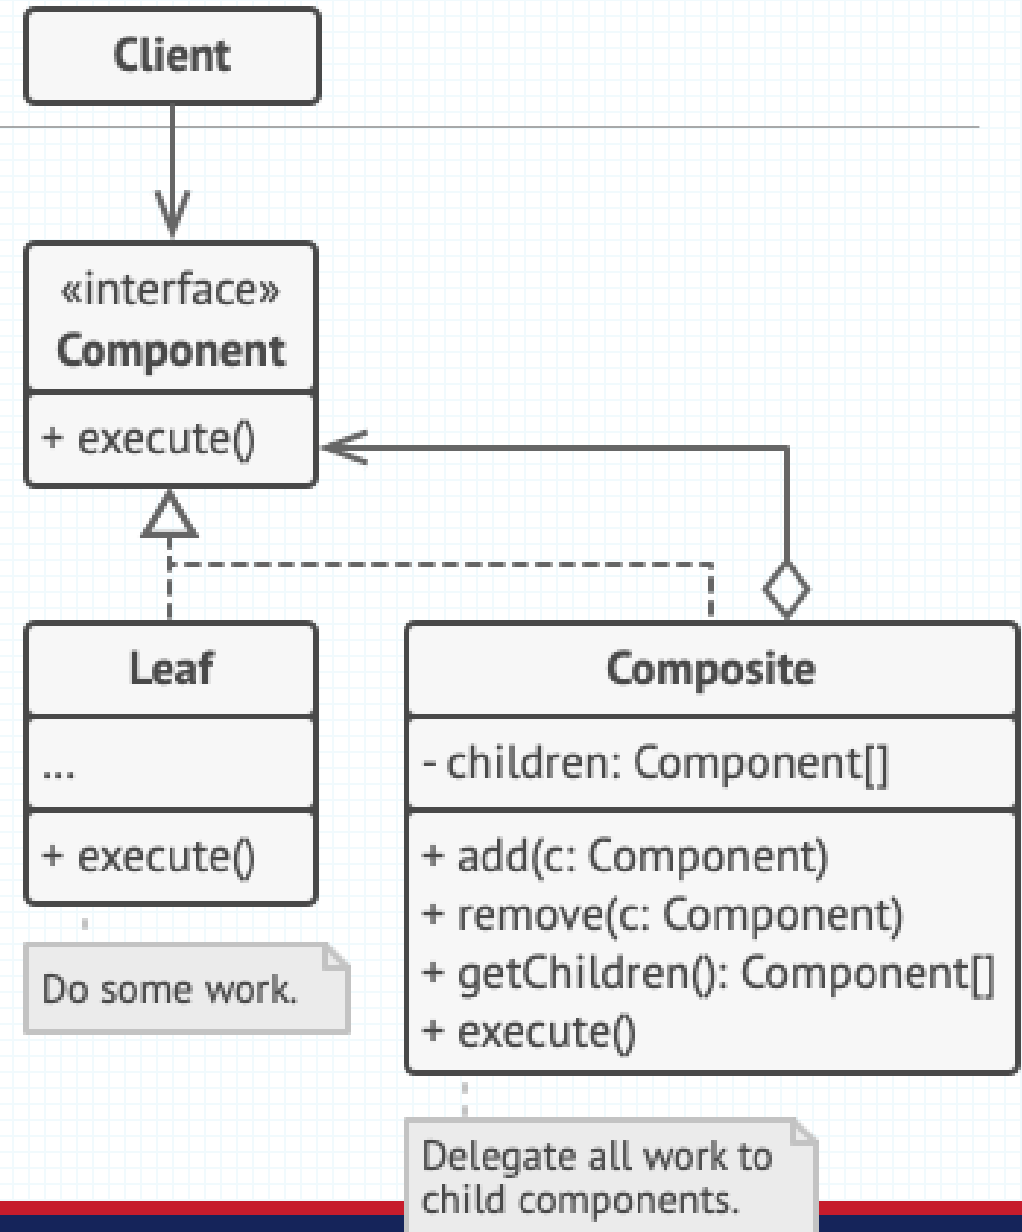 Client
«interface»
Component
+ execute()
Leaf
...
+ execute()
Do some work.
Composite
- children: Component[]
+ add(c: Component)
+ remove(c: Component)
+ getChildren(): Component[]
+ execute()
Delegate all work to
child components.